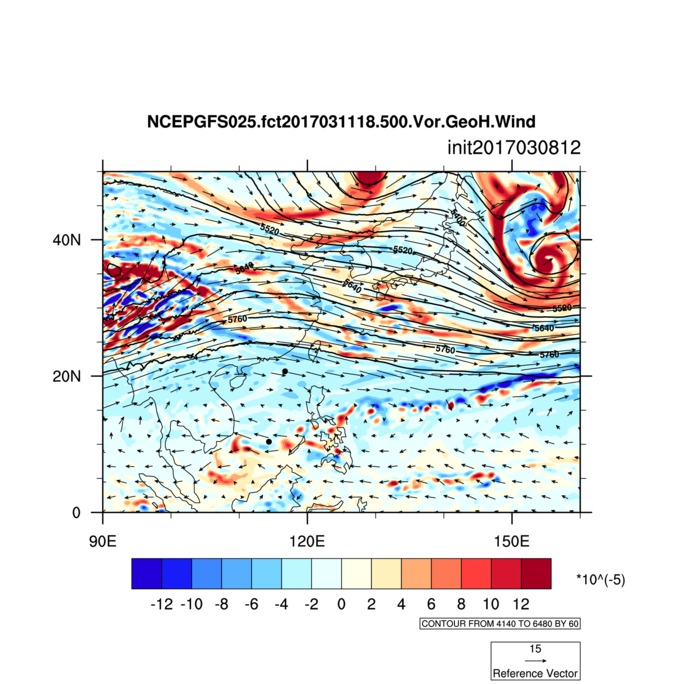 NCEPGFS025.fct2017031118.500.Vor.GeoH.Wind
init2017030812
5520
5520
5640
5640
5760
5520
5640
5760
5760
40N
20N
0
90E 120E 150E
-12 -10 -8 -6 -4 -2 0 2 4 6 8 10 12
*10^(-5)
CONTOUR FROM 4140 TO 6480 BY 60
15
Reference Vector